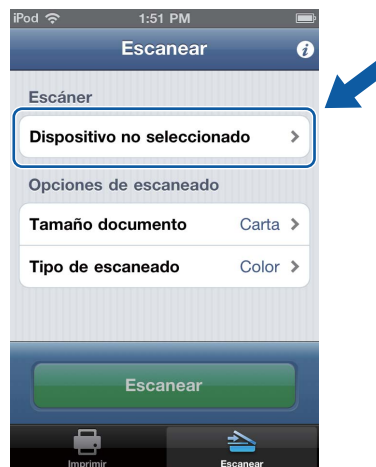 iPod 1:51 PM
Escanear
Escáner
Dispositivo no seleccionado
Opciones de escaneado
Tamaño documento Carta
Tipo de escaneado Color
Escanear
Imprimir Escanear